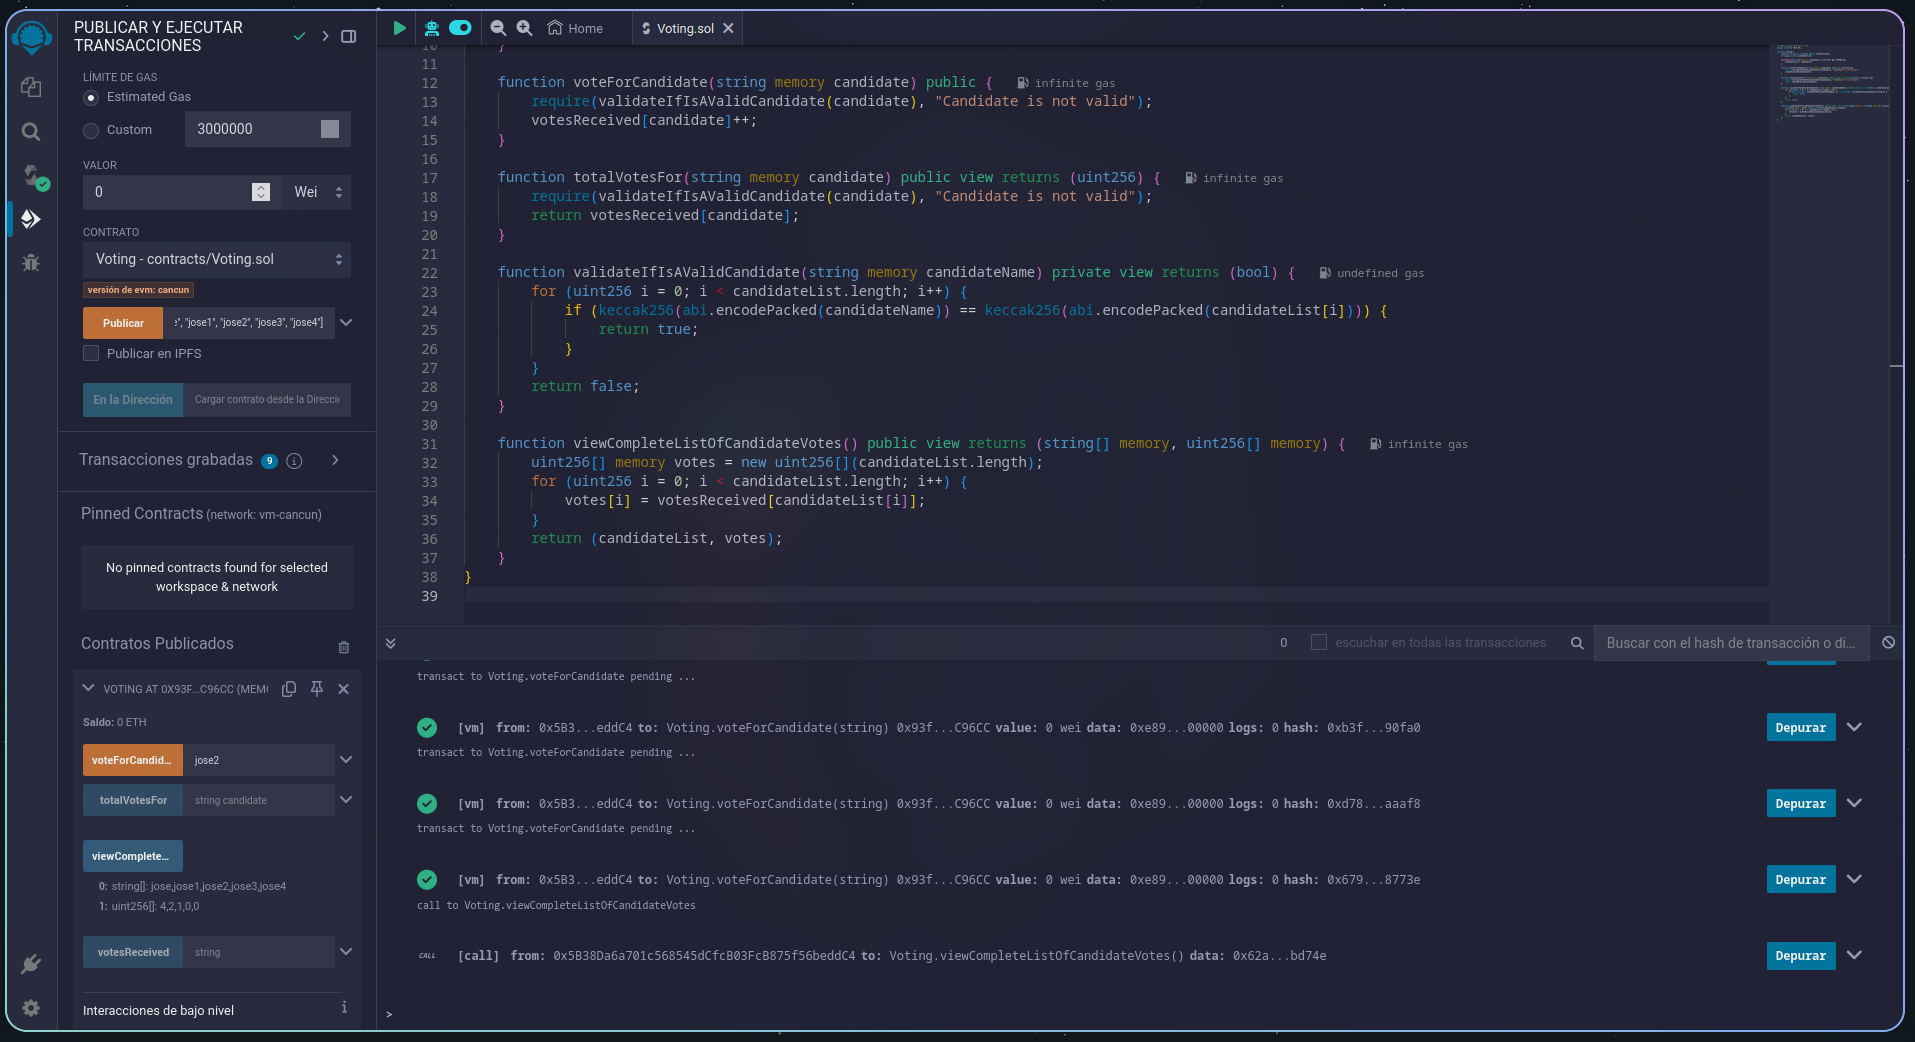 PUBLICAR Y EJECUTAR
TRANSACCIONES
LÍMITE DE GAS
Estimated Gas
Custom
3000000
VALOR
0
Wei
CONTRATO
Voting - contracts/Voting.sol
versión de evm: cancun
Publicar
", "jose1", "jose2", "jose3", "jose4"]
Publicar en IPFS
En la Dirección
Cargar contrato desde la Direcci
Transacciones grabadas 9
Pinned Contracts (network: vm-cancun)
No pinned contracts found for selected
workspace & network
Contratos Publicados
VOTING AT 0X93F...C96CC (MEM
Saldo: 0 ETH
voteForCandid...
jose2
totalVotesFor
string candidate
viewComplete...
0: string[]: jose,jose1,jose2,jose3,jose4
1: uint256[]: 4,2,1,0,0
votesReceived
string
Interacciones de bajo nivel
Home
Voting.sol
10 }
11
12 function voteForCandidate(string memory candidate) public { infinite gas
13 require(validateIfIsAValidCandidate(candidate), "Candidate is not valid");
14 votesReceived[candidate]++;
15 }
16
17 function totalVotesFor(string memory candidate) public view returns (uint256) { infinite gas
18 require(validateIfIsAValidCandidate(candidate), "Candidate is not valid");
19 return votesReceived[candidate];
20 }
21
22 function validateIfIsAValidCandidate(string memory candidateName) private view returns (bool) { undefined gas
23 for (uint256 i = 0; i < candidateList.length; i++) {
24 if (keccak256(abi.encodePacked(candidateName)) == keccak256(abi.encodePacked(candidateList[i]))) {
25 return true;
26 }
27 }
28 return false;
29 }
30
31 function viewCompleteListOfCandidateVotes() public view returns (string[] memory, uint256[] memory) { infinite gas
32 uint256[] memory votes = new uint256[](candidateList.length);
33 for (uint256 i = 0; i < candidateList.length; i++) {
34 votes[i] = votesReceived[candidateList[i]];
35 }
36 return (candidateList, votes);
37 }
38 }
39
0 escuchar en todas las transacciones
Buscar con el hash de transacción o di...
transact to Voting.voteForCandidate pending ...
[vm] from: 0x5B3...eddC4 to: Voting.voteForCandidate(string) 0x93f...C96CC value: 0 wei data: 0xe89...00000 logs: 0 hash: 0xb3f...90fa0
Depurar
transact to Voting.voteForCandidate pending ...
[vm] from: 0x5B3...eddC4 to: Voting.voteForCandidate(string) 0x93f...C96CC value: 0 wei data: 0xe89...00000 logs: 0 hash: 0xd78...aaaf8
Depurar
transact to Voting.voteForCandidate pending ...
[vm] from: 0x5B3...eddC4 to: Voting.voteForCandidate(string) 0x93f...C96CC value: 0 wei data: 0xe89...00000 logs: 0 hash: 0x679...8773e
Depurar
call to Voting.viewCompleteListOfCandidateVotes
CALL [call] from: 0x5B38Da6a701c568545dCfcB03FcB875f56beddC4 to: Voting.viewCompleteListOfCandidateVotes() data: 0x62a...bd74e
Depurar
>